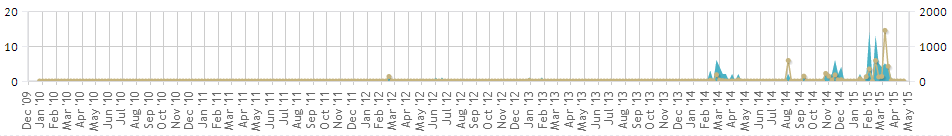 20
10
0
2000
1000
0
Dec '09
Jan '10
Feb '10
Mar '10
Apr '10
May '10
Jun '10
Jul '10
Aug '10
Sep '10
Oct '10
Nov '10
Dec '10
Jan '11
Feb '11
Mar '11
Apr '11
May '11
Jun '11
Jul '11
Aug '11
Sep '11
Oct '11
Nov '11
Dec '11
Jan '12
Feb '12
Mar '12
Apr '12
May '12
Jun '12
Jul '12
Aug '12
Sep '12
Oct '12
Nov '12
Dec '12
Jan '13
Feb '13
Mar '13
Apr '13
May '13
Jun '13
Jul '13
Aug '13
Sep '13
Oct '13
Nov '13
Dec '13
Jan '14
Feb '14
Mar '14
Apr '14
May '14
Jun '14
Jul '14
Aug '14
Sep '14
Oct '14
Nov '14
Dec '14
Jan '15
Feb '15
Mar '15
Apr '15
May '15